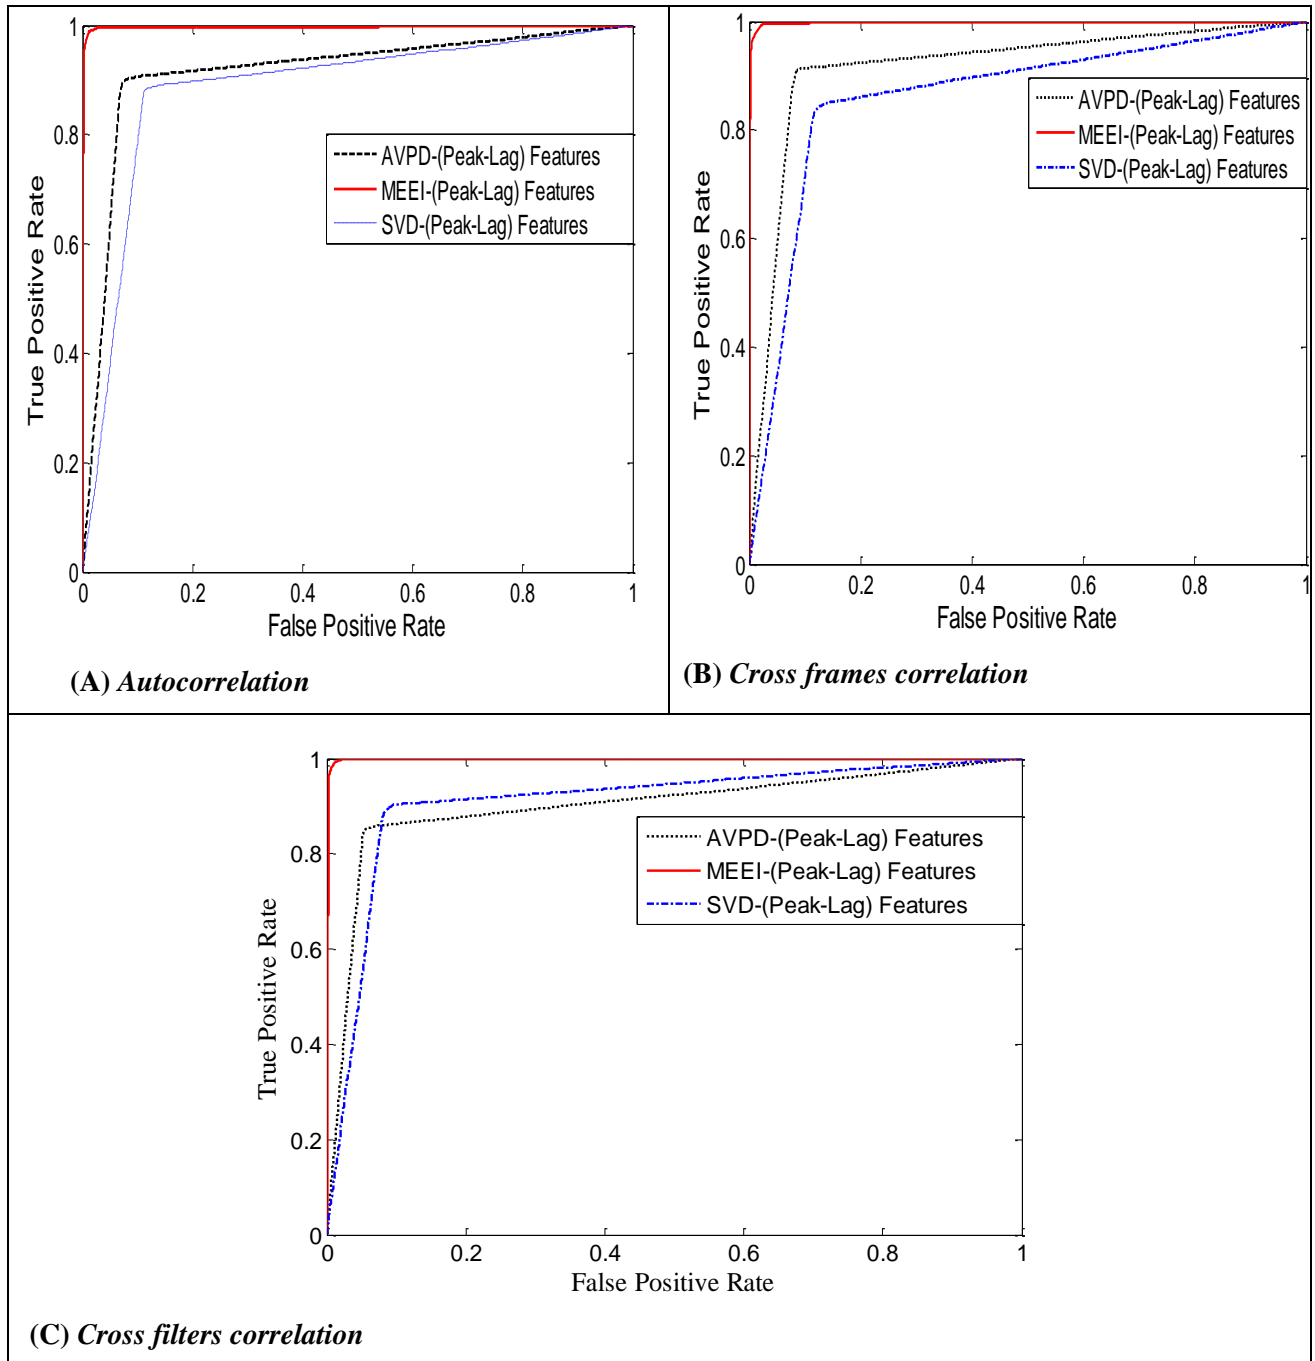 1
0.8
0.6
0.4
0.2
0
0 0.2 0.4 0.6 0.8 1
True Positive Rate
False Positive Rate
AVPD-(Peak-Lag) Features
MEEI-(Peak-Lag) Features
SVD-(Peak-Lag) Features
(A) Autocorrelation
1
0.8
0.6
0.4
0.2
0
0 0.2 0.4 0.6 0.8 1
True Positive Rate
False Positive Rate
AVPD-(Peak-Lag) Features
MEEI-(Peak-Lag) Features
SVD-(Peak-Lag) Features
(B) Cross frames correlation
1
0.8
0.6
0.4
0.2
0
0 0.2 0.4 0.6 0.8 1
True Positive Rate
False Positive Rate
AVPD-(Peak-Lag) Features
MEEI-(Peak-Lag) Features
SVD-(Peak-Lag) Features
(C) Cross filters correlation